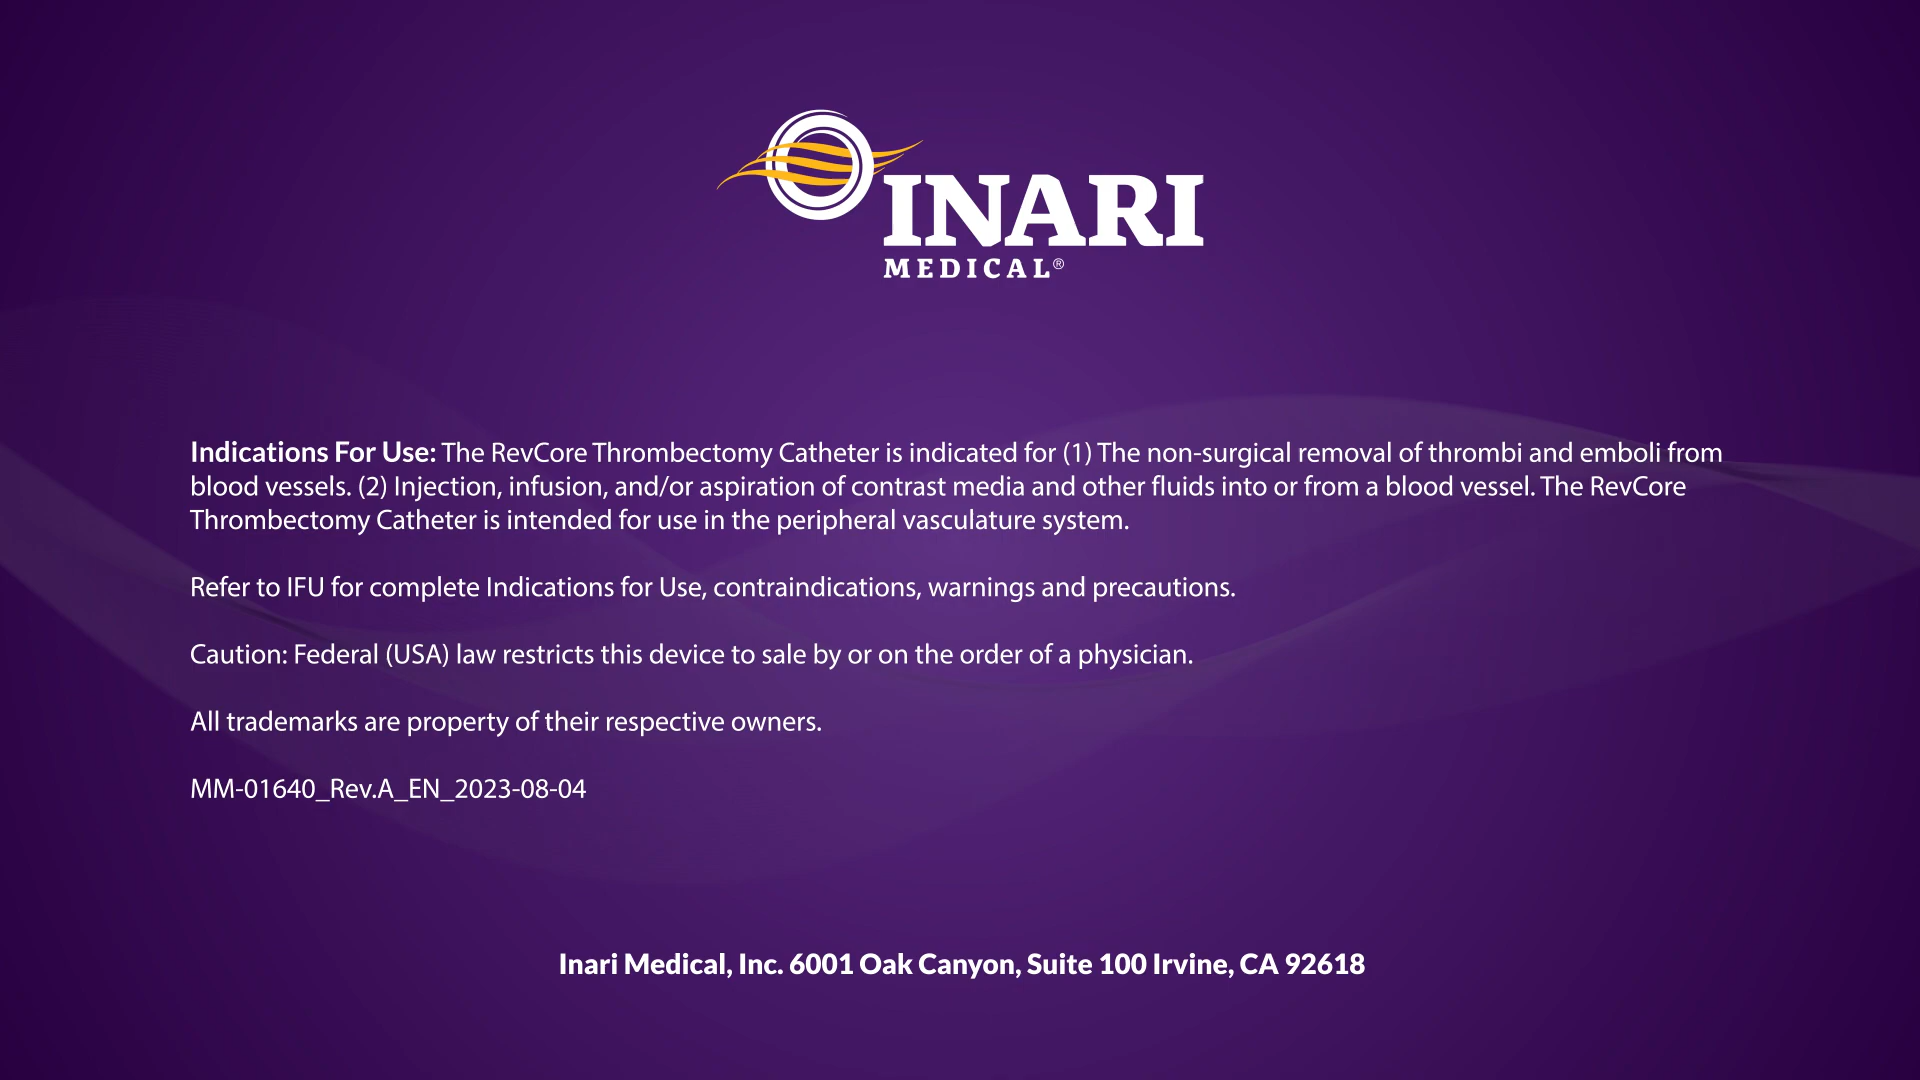 INARI
MEDICAL®
Indications For Use: The RevCore Thrombectomy Catheter is indicated for (1) The non-surgical removal of thrombi and emboli from
blood vessels. (2) Injection, infusion, and/or aspiration of contrast media and other fluids into or from a blood vessel. The RevCore
Thrombectomy Catheter is intended for use in the peripheral vasculature system.
Refer to IFU for complete Indications for Use, contraindications, warnings and precautions.
Caution: Federal (USA) law restricts this device to sale by or on the order of a physician.
All trademarks are property of their respective owners.
MM-01640_Rev.A_EN_2023-08-04
Inari Medical, Inc. 6001 Oak Canyon, Suite 100 Irvine, CA 92618